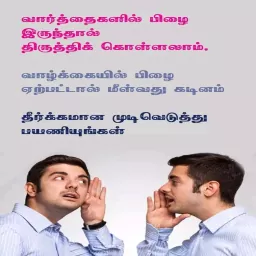 வார்த்தைகளில் பிழை
இருந்தால்
திருத்திக் கொள்ளலாம்.
வாழ்க்கையில் பிழை
ஏற்பட்டால் மீள்வது கடினம்
தீர்க்கமான முடிவெடுத்து
பயணியுங்கள்